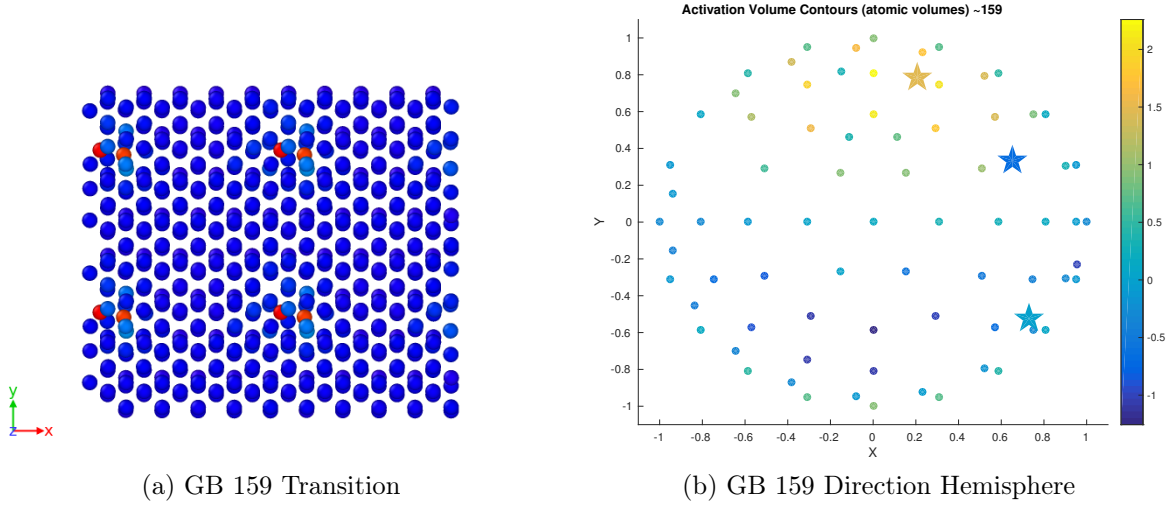 Activation Volume Contours (atomic volumes) ~159
1
0.8
0.6
0.4
0.2
0
-0.2
-0.4
-0.6
-0.8
-1
Y
-1 -0.8 -0.6 -0.4 -0.2 0 0.2 0.4 0.6 0.8 1
X
2
1.5
1
0.5
0
-0.5
-1
y
z x
(a) GB 159 Transition
(b) GB 159 Direction Hemisphere